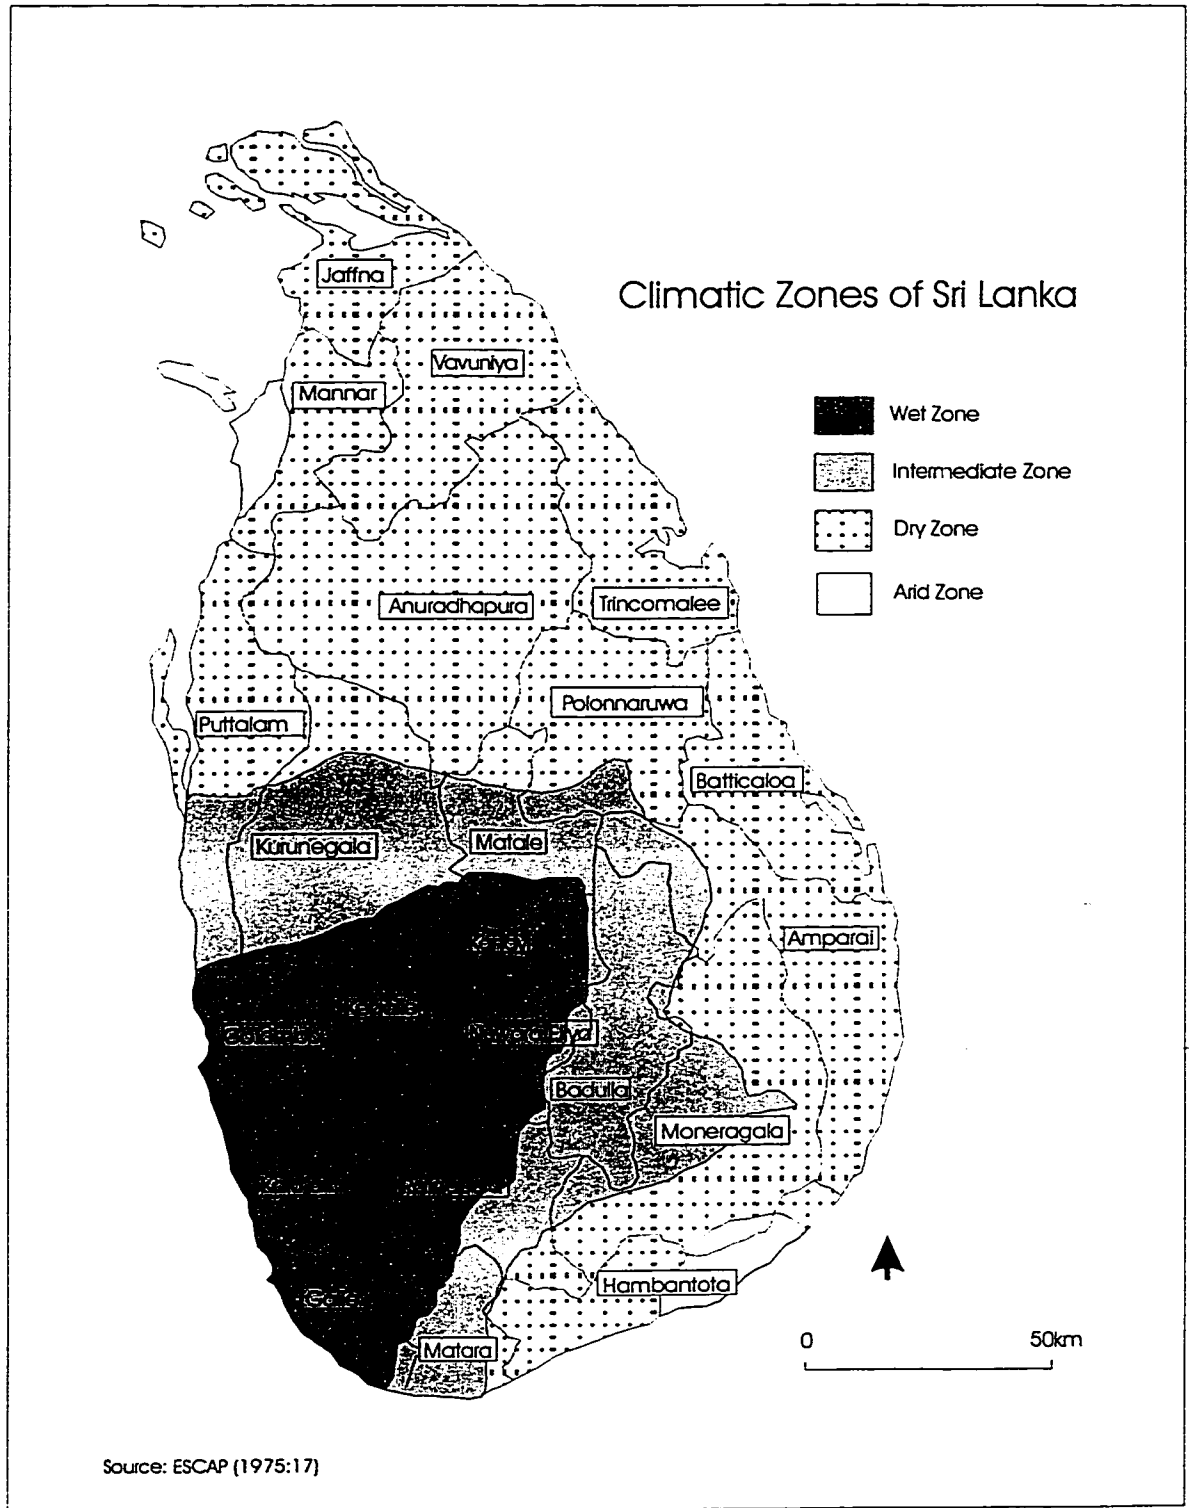 Jaffna
Climatic Zones of Sri Lanka
Vavuniya
Mannar
Wet Zone
Intermediate Zone
Dry Zone
Arid Zone
Anuradhapura
Trincomalee
Polonnaruwa
Puttalam
Batticaloa
Kurunegala
Matale
Amparai
Badulla
Moneragala
Galle
Hambantota
Matara
0
50km
Source: ESCAP (1975:17)